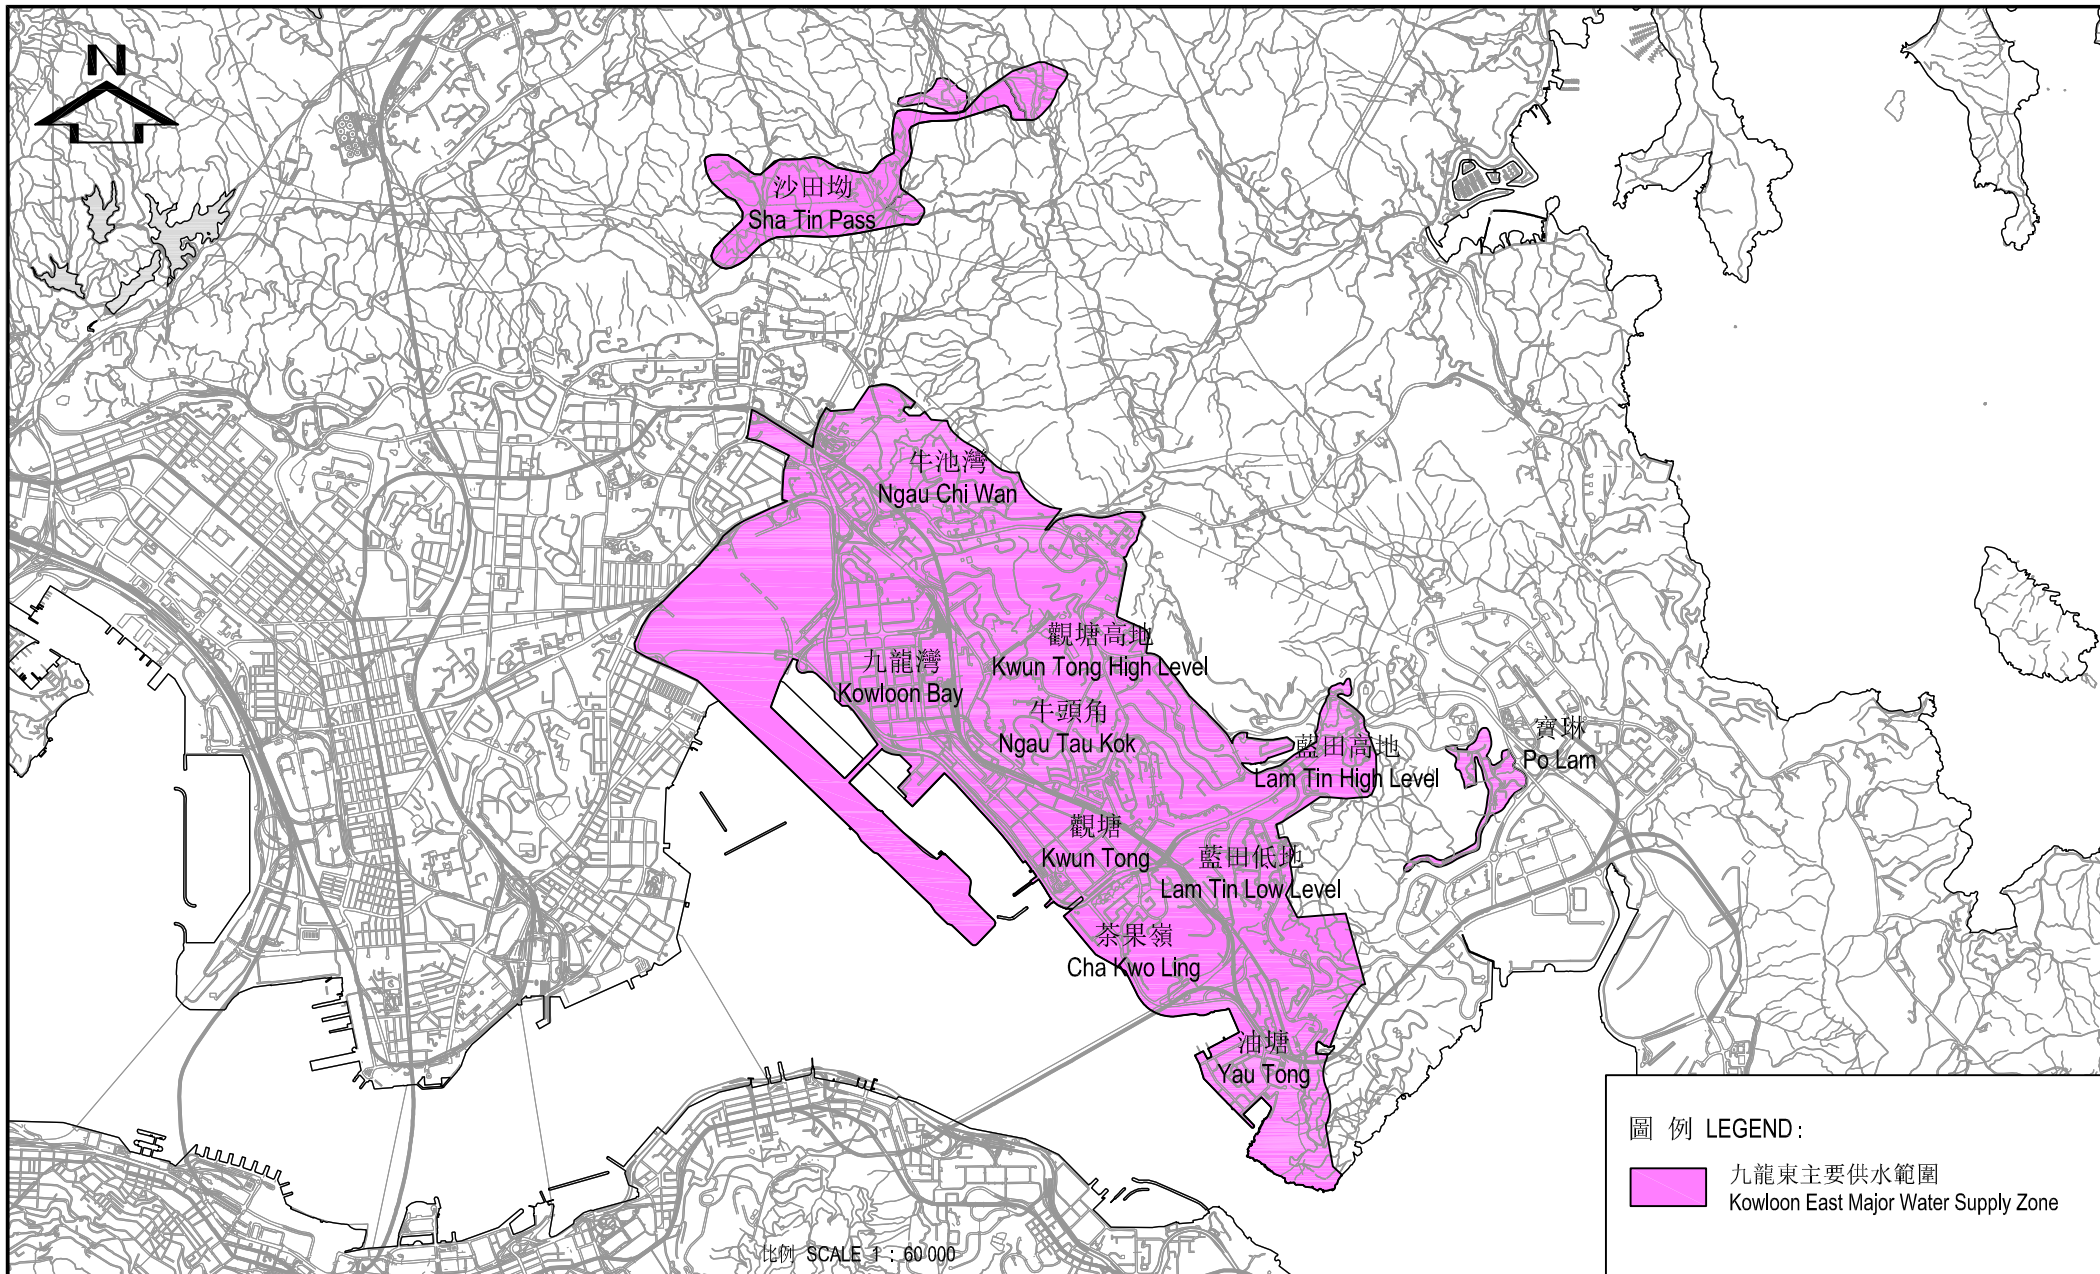 N
沙田坳
Sha Tin Pass
牛池灣
Ngau Chi Wan
觀塘高地
Kwun Tong High Level
九龍灣
Kowloon Bay
牛頭角
Ngau Tau Kok
藍田高地
Lam Tin High Level
寶琳
Po Lam
觀塘
Kwun Tong
藍田低地
Lam Tin Low Level
茶果嶺
Cha Kwo Ling
油塘
Yau Tong
圖 例 LEGEND :
九龍東主要供水範圍
Kowloon East Major Water Supply Zone
比例 SCALE 1 : 60 000